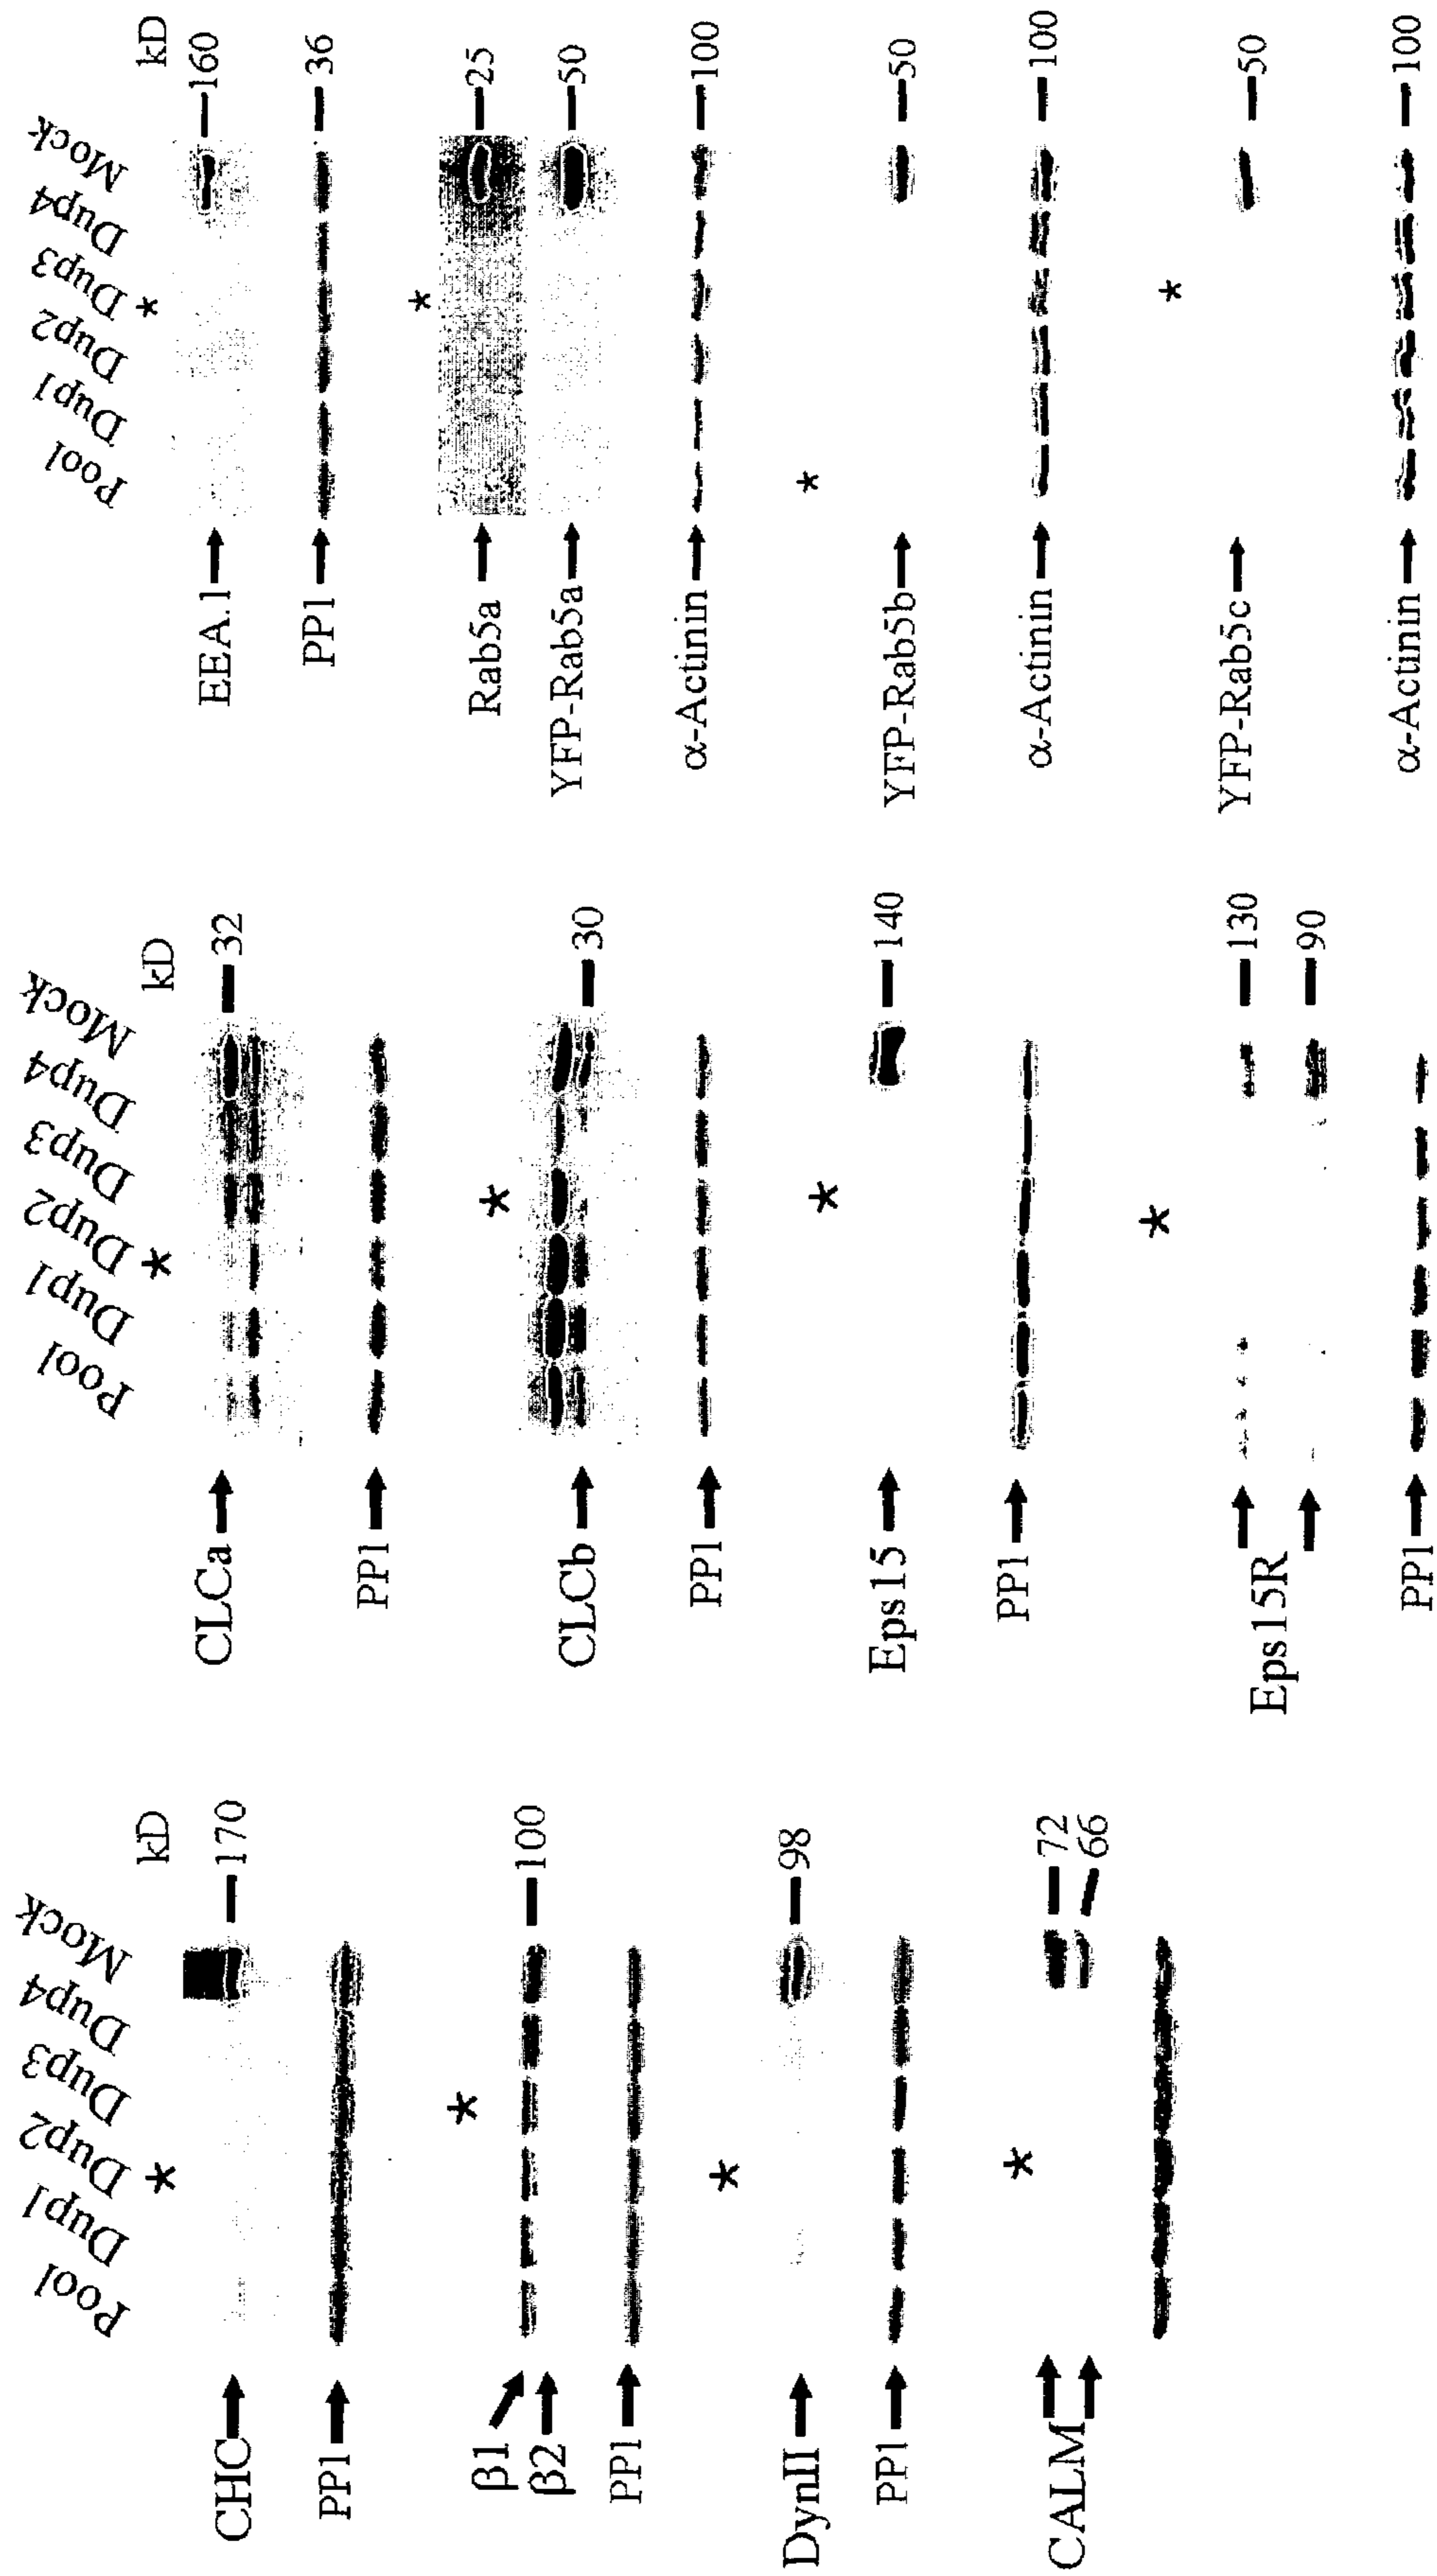 Pool Dup1 Dup2 Dup3 Dup4 Mock
* kD
CHC 170
PP1
*
β1 100
β2
PP1
*
DynII 98
PP1
*
CALM 72
66
Pool Dup1 Dup2 Dup3 Dup4 Mock
* kD
CLCa 32
PP1
*
CLCb 30
PP1
*
Eps15 140
PP1
*
Eps15R 130
90
PP1
Pool Dup1 Dup2 Dup3 Dup4 Mock
* kD
EEA.1 160
PP1 36
*
Rab5a 25
YFP-Rab5a 50
α-Actinin 100
*
YFP-Rab5b 50
α-Actinin 100
*
YFP-Rab5c 50
α-Actinin 100